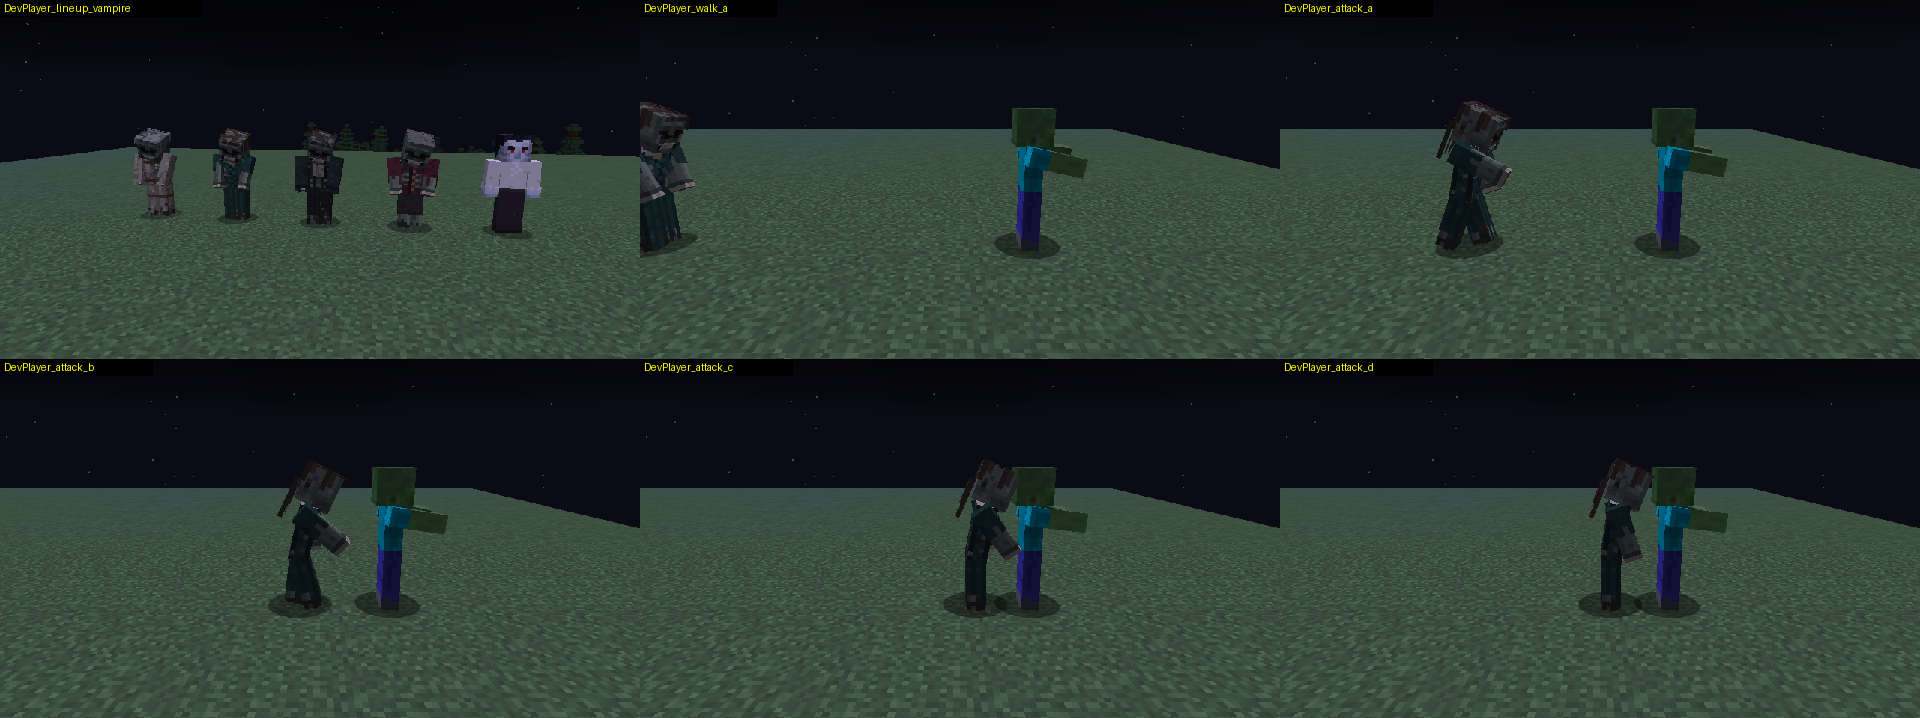 DevPlayer_lineup_vampire
DevPlayer_walk_a
DevPlayer_attack_a
DevPlayer_attack_b
DevPlayer_attack_c
DevPlayer_attack_d